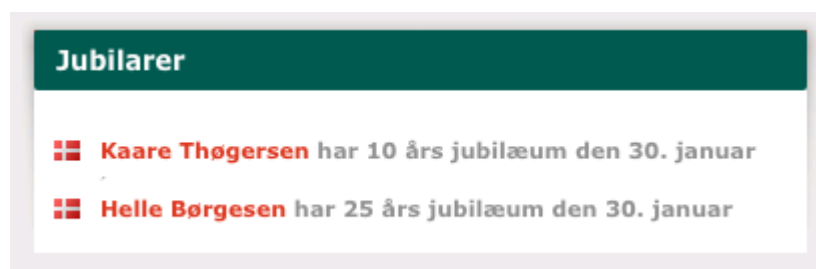 Jubilarer
Kaare Thøgersen har 10 års jubilæum den 30. januar
Helle Børgesen har 25 års jubilæum den 30. januar